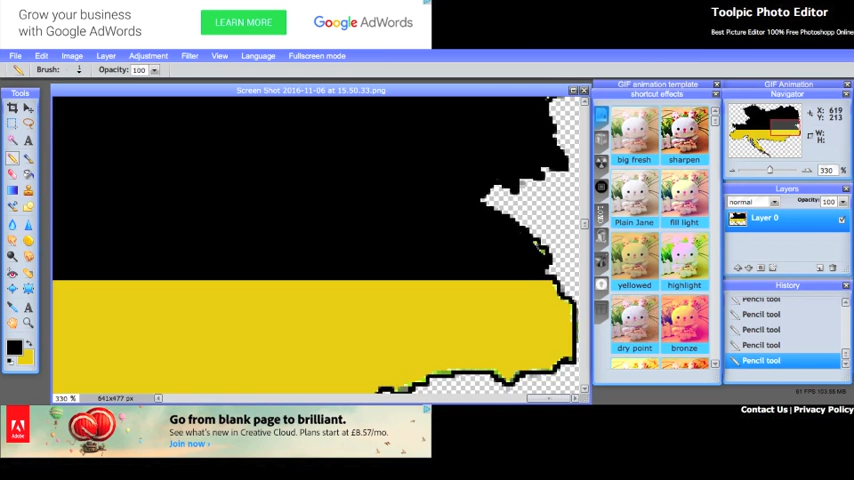 Grow your business
with Google AdWords
LEARN MORE
Google AdWords
Toolpic Photo Editor
Best Picture Editor 100% Free Photoshopp Online
File Edit Image Layer Adjustment Filter View Language Fullscreen mode
Brush: Opacity: 100
Tools
Screen Shot 2016-11-06 at 15.50.33.png
GIF animation template
shortcut effects
big fresh sharpen
Plain Jane fill light
yellowed highlight
dry point bronze
GIF Animation
Navigator
X: 619
Y: 213
W:
H:
330 %
Layers
normal Opacity: 100
Layer 0
History
Pencil tool
Pencil tool
Pencil tool
Pencil tool
Pencil tool
330 % 641x477 px
Adobe
Go from blank page to brilliant.
See what's new in Creative Cloud. Plans start at £8.57/mo.
Join now ›
Contact Us | Privacy Policy